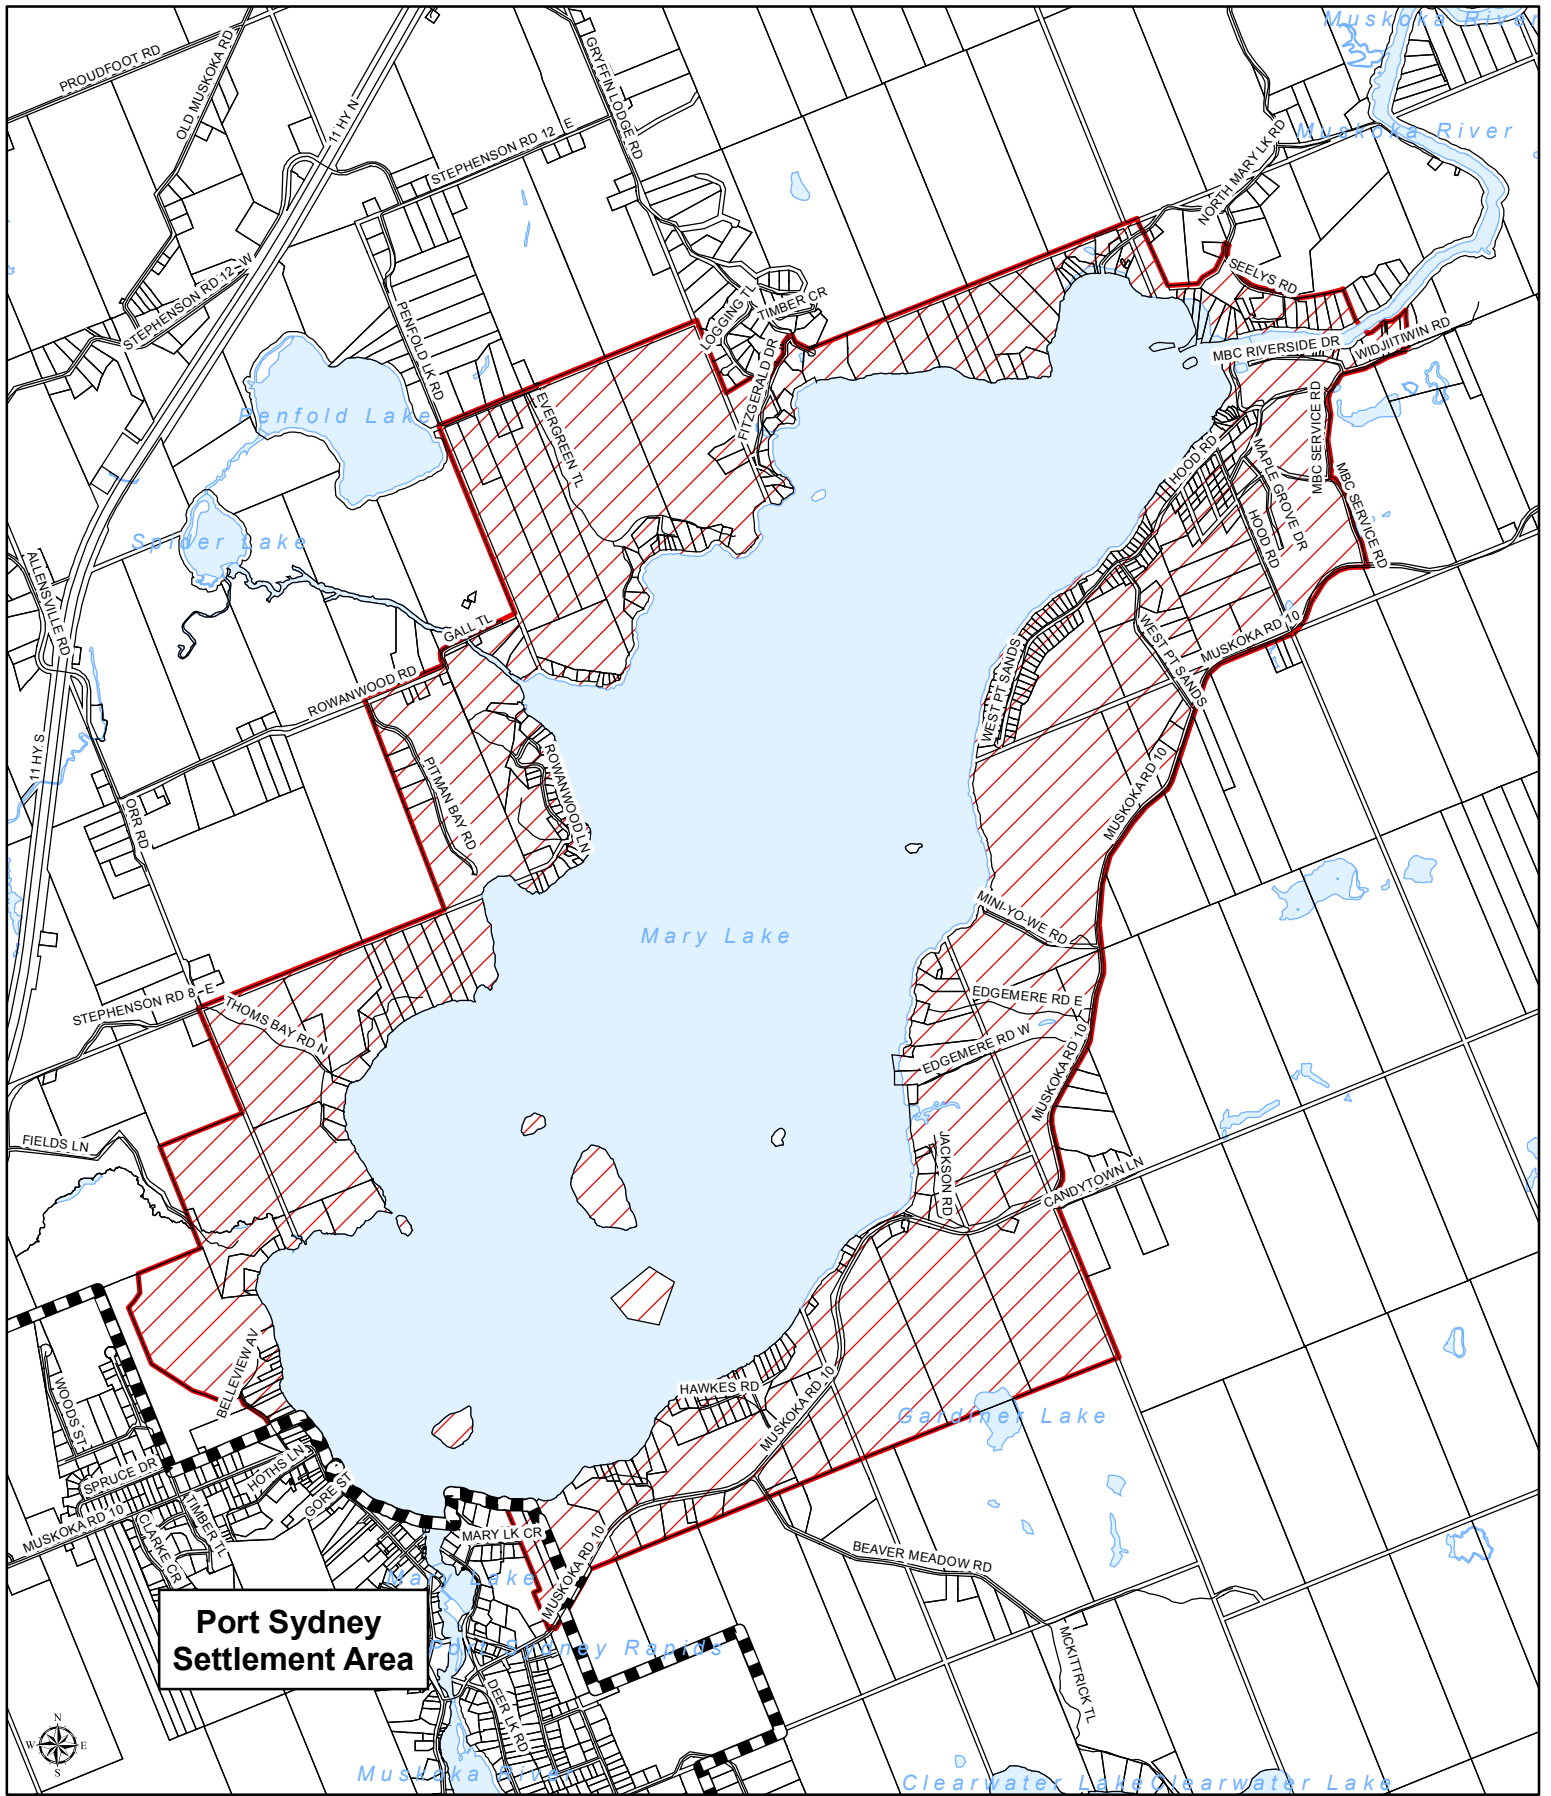 Muskoka River
PROUDFOOT RD
OLD MUSKOKA RD
11 HY N
GRYFFIN LODGE RD
STEPHENSON RD 12 E
Muskoka River
NORTH MARY LK RD
STEPHENSON RD 12 W
SEELYS RD
LOGGING TL
TIMBER CR
PENFOLD LK RD
MBC RIVERSIDE DR
WIDJIITIWIN RD
FITZGERALD DR
Penfold Lake
EVERGREEN TL
MBC SERVICE RD
HOOD RD
MAPLE GROVE DR
MBC SERVICE RD
HOOD RD
Spider Lake
ALLENSVILLE RD
GALL TL
WEST PT SANDS
MUSKOKA RD 10
ROWANWOOD RD
WEST PT SANDS
11 HY S
PITMAN BAY RD
ROWANWOOD LN
MUSKOKA RD 10
ORR RD
MINI-YO-WE RD
Mary Lake
STEPHENSON RD 8 E
THOMS BAY RD N
EDGEMERE RD E
EDGEMERE RD W
MUSKOKA RD 10
FIELDS LN
JACKSON RD
CANDYTOWN LN
BELLEVIEW AV
WOODS ST
HAWKES RD
MUSKOKA RD 10
Gardiner Lake
SPRUCE DR
HOTHS LN
GORE ST
MUSKOKA RD 10
CLARKE CR
TIMBER TL
MARY LK CR
BEAVER MEADOW RD
Mary Lake
MUSKOKA RD 10
Port Sydney
Settlement Area
Port Sydney Rapids
MCKITTRICK TL
DEER LK RD
N
W
E
S
Muskoka River
Clearwater Lake
Clearwater Lake